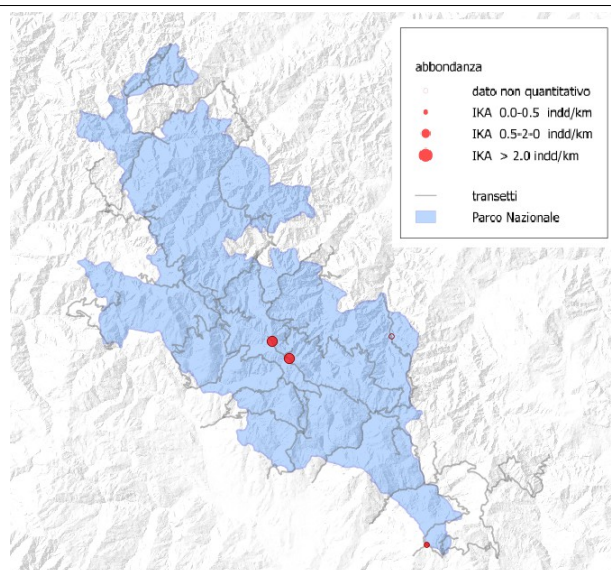 abbondanza
dato non quantitativo
IKA 0.0-0.5 indd/km
IKA 0.5-2-0 indd/km
IKA > 2.0 indd/km
transetti
Parco Nazionale